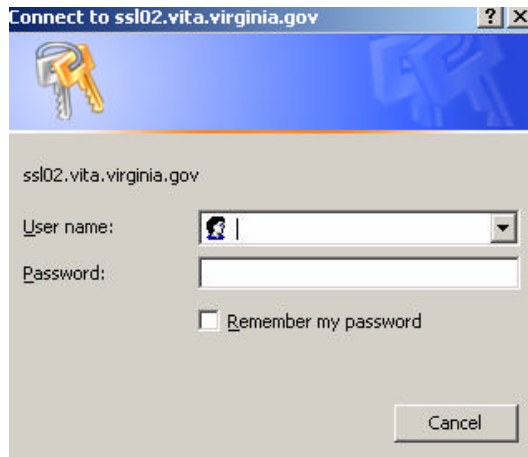 Connect to ssl02.vita.virginia.gov
ssl02.vita.virginia.gov
User name:
Password:
Remember my password
Cancel